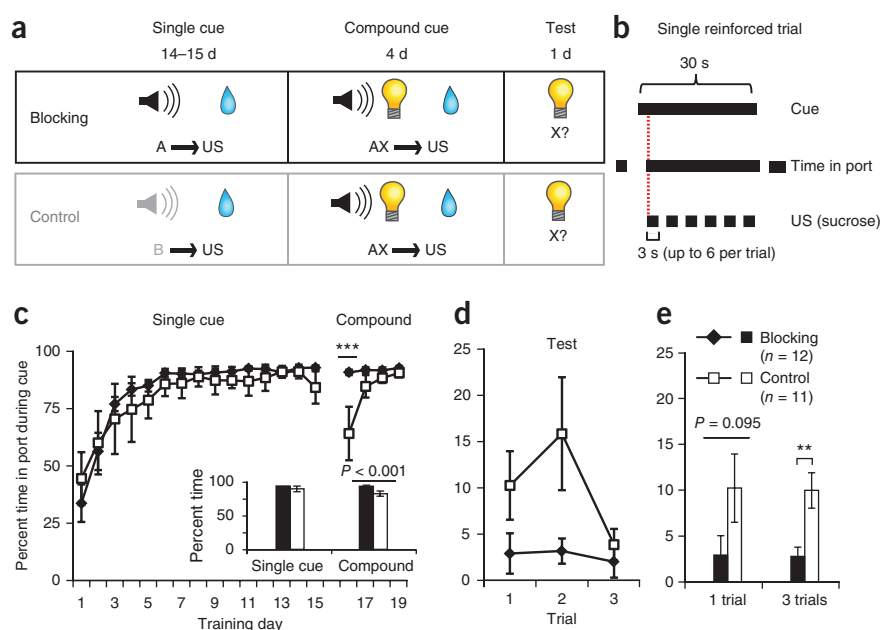 a
Single cue
14–15 d
Compound cue
4 d
Test
1 d
Blocking
A US
AX US
X?
Control
B US
AX US
X?
b
Single reinforced trial
30 s
Cue
Time in port
US (sucrose)
3 s (up to 6 per trial)
c
Single cue
Compound
***
Percent time in port during cue
100
75
50
25
0
1 3 5 7 9 11 13 15 17 19
Training day
Percent time
100
50
0
P < 0.001
Single cue
Compound
d
Test
25
20
15
10
5
0
1 2 3
Trial
e
Blocking
(n = 12)
Control
(n = 11)
25
20
15
10
5
0
P = 0.095
**
1 trial
3 trials